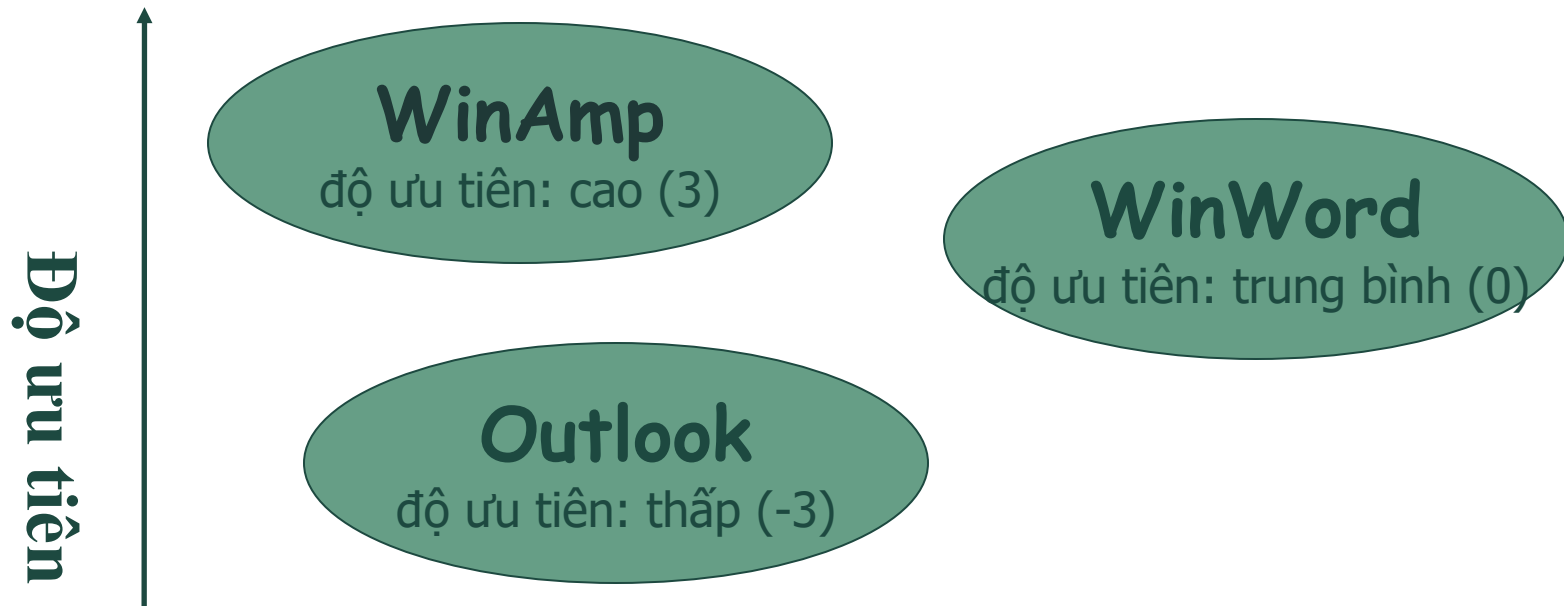 Độ ưu tiên
WinAmp
độ ưu tiên: cao (3)
WinWord
độ ưu tiên: trung bình (0)
Outlook
độ ưu tiên: thấp (-3)